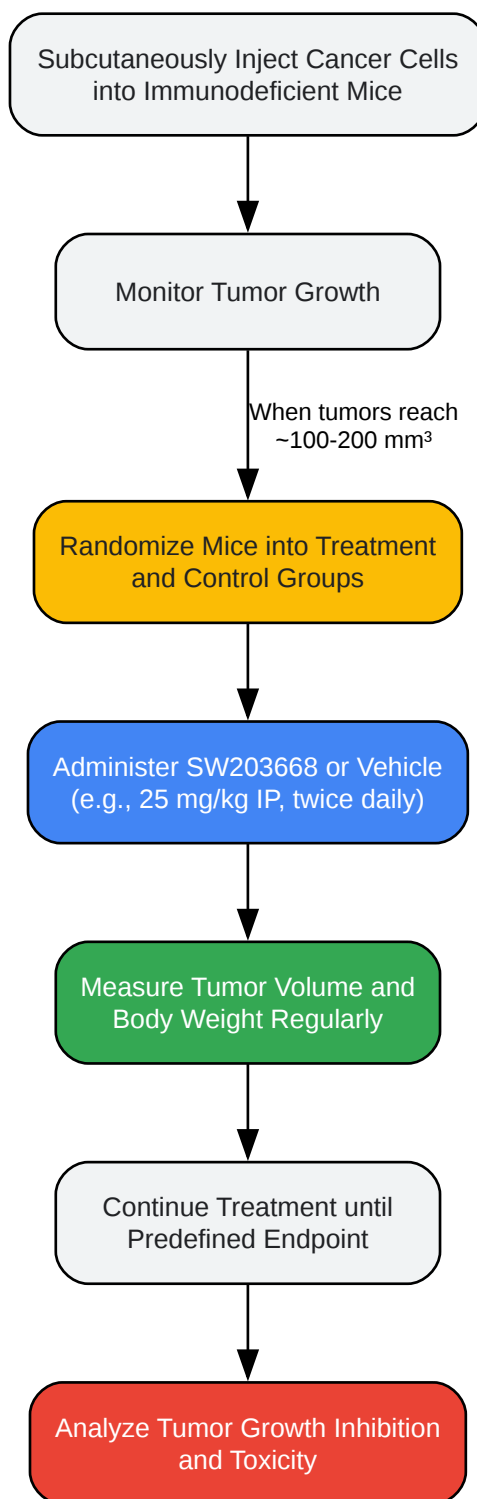 Subcutaneously Inject Cancer Cells
into Immunodeficient Mice
Monitor Tumor Growth
When tumors reach
~100-200 mm³
Randomize Mice into Treatment
and Control Groups
Administer SW203668 or Vehicle
(e.g., 25 mg/kg IP, twice daily)
Measure Tumor Volume and
Body Weight Regularly
Continue Treatment until
Predefined Endpoint
Analyze Tumor Growth Inhibition
and Toxicity